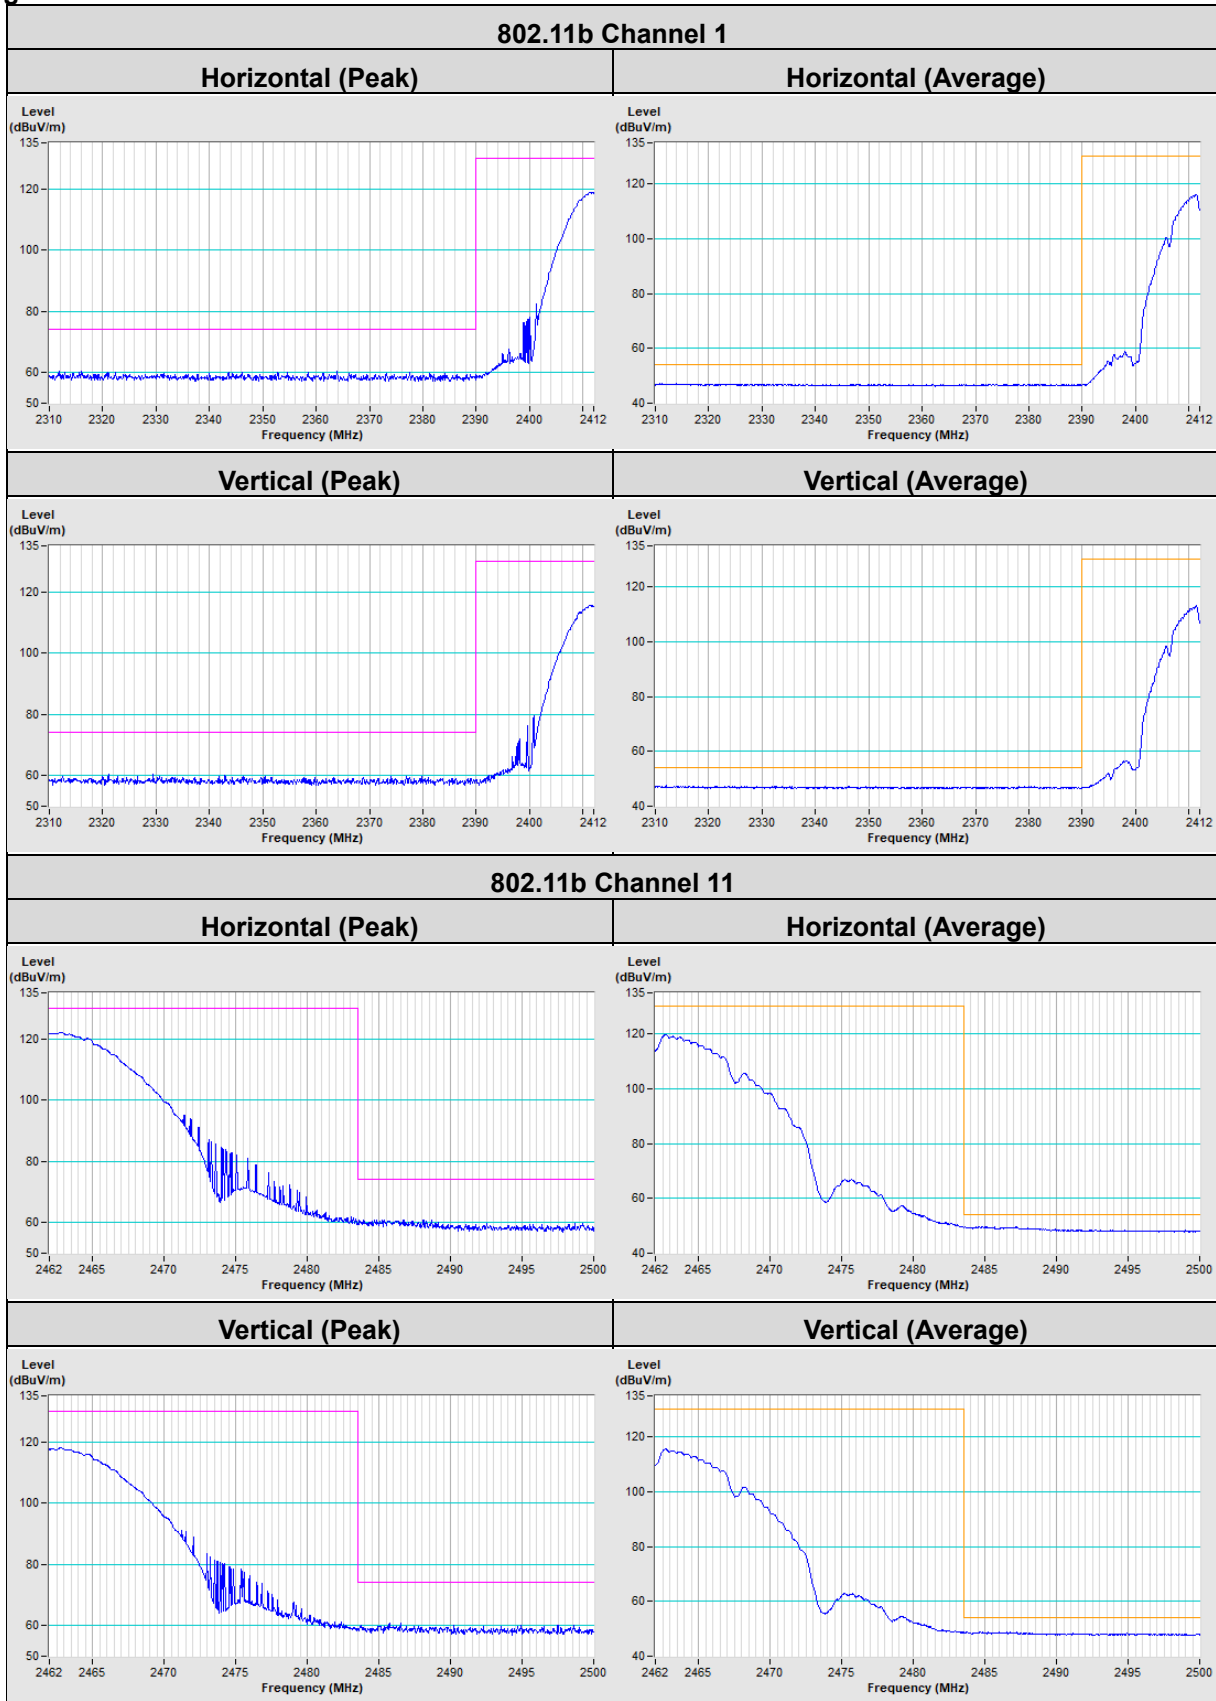 g
802.11b Channel 1
Horizontal (Peak) Horizontal (Average)
Level Level
(dBuV/m) (dBuV/m)
135 135
120 120
100 100
80 80
60 60
50 40
2310 2320 2330 2340 2350 2360 2370 2380 2390 2400 2412 2310 2320 2330 2340 2350 2360 2370 2380 2390 2400 2412
Frequency (MHz) Frequency (MHz)
Vertical (Peak) Vertical (Average)
Level Level
(dBuV/m) (dBuV/m)
135 135
120 120
100 100
80 80
60 60
50 40
2310 2320 2330 2340 2350 2360 2370 2380 2390 2400 2412 2310 2320 2330 2340 2350 2360 2370 2380 2390 2400 2412
Frequency (MHz) Frequency (MHz)
802.11b Channel 11
Horizontal (Peak) Horizontal (Average)
Level Level
(dBuV/m) (dBuV/m)
135 135
120 120
100 100
80 80
60 60
50 40
2462 2465 2470 2475 2480 2485 2490 2495 2500 2462 2465 2470 2475 2480 2485 2490 2495 2500
Frequency (MHz) Frequency (MHz)
Vertical (Peak) Vertical (Average)
Level Level
(dBuV/m) (dBuV/m)
135 135
120 120
100 100
80 80
60 60
50 40
2462 2465 2470 2475 2480 2485 2490 2495 2500 2462 2465 2470 2475 2480 2485 2490 2495 2500
Frequency (MHz) Frequency (MHz)